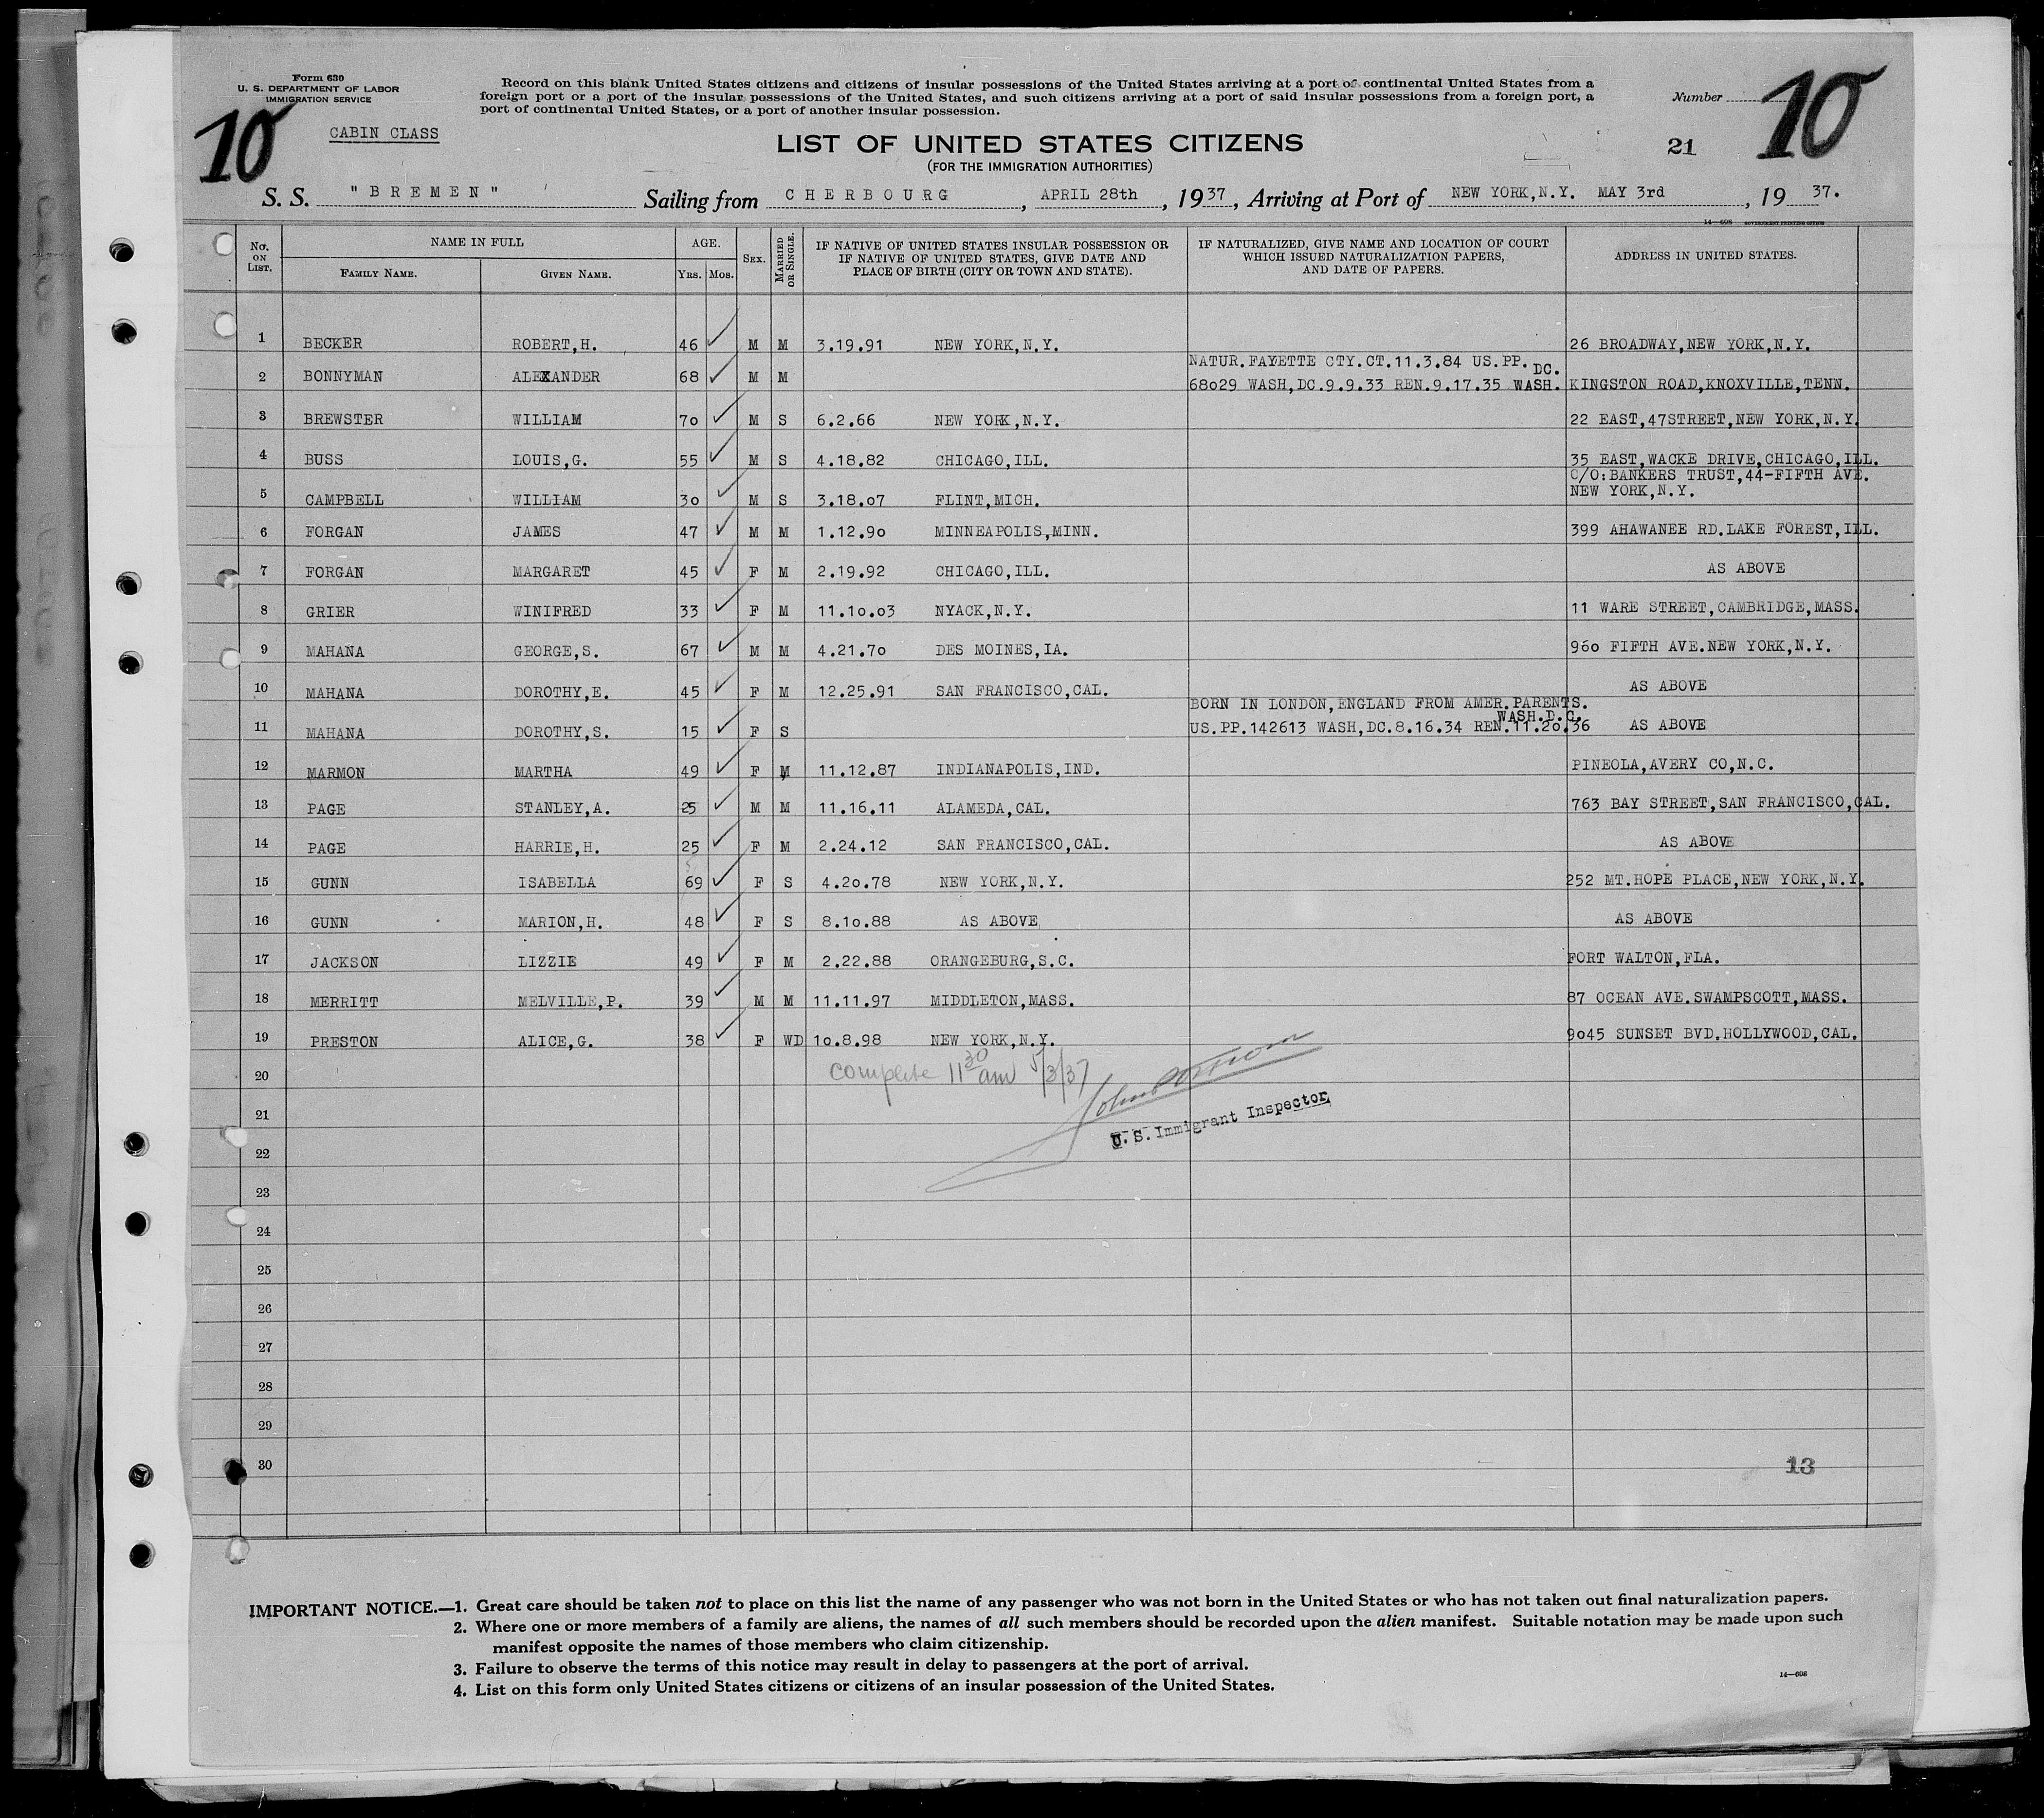 Form 630
U. S. DEPARTMENT OF LABOR
IMMIGRATION SERVICE
Record on this blank United States citizens and citizens of insular possessions of the United States arriving at a port of continental United States from a
foreign port or a port of the insular possessions of the United States, and such citizens arriving at a port of said insular possessions from a foreign port, a
port of continental United States, or a port of another insular possession.
Number 10
10
CABIN CLASS
LIST OF UNITED STATES CITIZENS
(FOR THE IMMIGRATION AUTHORITIES)
21
S. S. "BREMEN" Sailing from CHERBOURG, APRIL 28th, 1937, Arriving at Port of NEW YORK,N.Y. MAY 3rd, 1937.
14—608 GOVERNMENT PRINTING OFFICE
No. ON LIST. NAME IN FULL FAMILY NAME. GIVEN NAME. AGE. YRS. MOS. SEX. MARRIED OR SINGLE. IF NATIVE OF UNITED STATES INSULAR POSSESSION OR IF NATIVE OF UNITED STATES, GIVE DATE AND PLACE OF BIRTH (CITY OR TOWN AND STATE). IF NATURALIZED, GIVE NAME AND LOCATION OF COURT WHICH ISSUED NATURALIZATION PAPERS, AND DATE OF PAPERS. ADDRESS IN UNITED STATES.
1 BECKER ROBERT,H. 46 ✓ M M 3.19.91 NEW YORK,N.Y. 26 BROADWAY,NEW YORK,N.Y.
NATUR.FAYETTE CTY.CT.11.3.84 US.PP. DC.
2 BONNYMAN ALEXANDER 68 ✓ M M 68029 WASH,DC.9.9.33 REN.9.17.35 WASH. KINGSTON ROAD,KNOXVILLE,TENN.
3 BREWSTER WILLIAM 70 ✓ M S 6.2.66 NEW YORK,N.Y. 22 EAST,47STREET,NEW YORK,N.Y.
4 BUSS LOUIS,G. 55 ✓ M S 4.18.82 CHICAGO,ILL. 35 EAST,WACKE DRIVE,CHICAGO,ILL.
C/O:BANKERS TRUST,44-FIFTH AVE.
5 CAMPBELL WILLIAM 30 ✓ M S 3.18.07 FLINT,MICH. NEW YORK,N.Y.
6 FORGAN JAMES 47 ✓ M M 1.12.90 MINNEAPOLIS,MINN. 399 AHAWANEE RD.LAKE FOREST,ILL.
7 FORGAN MARGARET 45 ✓ F M 2.19.92 CHICAGO,ILL. AS ABOVE
8 GRIER WINIFRED 33 ✓ F M 11.10.03 NYACK,N.Y. 11 WARE STREET,CAMBRIDGE,MASS.
9 MAHANA GEORGE,S. 67 ✓ M M 4.21.70 DES MOINES,IA. 960 FIFTH AVE.NEW YORK,N.Y.
10 MAHANA DOROTHY,E. 45 ✓ F M 12.25.91 SAN FRANCISCO,CAL. AS ABOVE
BORN IN LONDON,ENGLAND FROM AMER.PARENTS.
WASH.D.C.
11 MAHANA DOROTHY,S. 15 ✓ F S US.PP.142613 WASH,DC.8.16.34 REN.11.20.36 AS ABOVE
12 MARMON MARTHA 49 ✓ F M 11.12.87 INDIANAPOLIS,IND. PINEOLA,AVERY CO,N.C.
13 PAGE STANLEY,A. 25 ✓ M M 11.16.11 ALAMEDA,CAL. 763 BAY STREET,SAN FRANCISCO,CAL.
14 PAGE HARRIE,H. 25 ✓ F M 2.24.12 SAN FRANCISCO,CAL. AS ABOVE
15 GUNN ISABELLA 69 ✓ F S 4.20.78 NEW YORK,N.Y. 252 MT.HOPE PLACE,NEW YORK,N.Y.
16 GUNN MARION,H. 48 ✓ F S 8.10.88 AS ABOVE AS ABOVE
17 JACKSON LIZZIE 49 ✓ F M 2.22.88 ORANGEBURG,S.C. FORT WALTON,FLA.
18 MERRITT MELVILLE,P. 39 ✓ M M 11.11.97 MIDDLETON,MASS. 87 OCEAN AVE.SWAMPSCOTT,MASS.
19 PRESTON ALICE,G. 38 ✓ F WD 10.8.98 NEW YORK,N.Y. 9045 SUNSET BVD.HOLLYWOOD,CAL.
20 complete 11 30 am 5/3/37
21
U. S. Immigrant Inspector
22
23
24
25
26
27
28
29
30
13
IMPORTANT NOTICE.—1. Great care should be taken not to place on this list the name of any passenger who was not born in the United States or who has not taken out final naturalization papers.
2. Where one or more members of a family are aliens, the names of all such members should be recorded upon the alien manifest. Suitable notation may be made upon such
manifest opposite the names of those members who claim citizenship.
3. Failure to observe the terms of this notice may result in delay to passengers at the port of arrival.
4. List on this form only United States citizens or citizens of an insular possession of the United States.
14—608